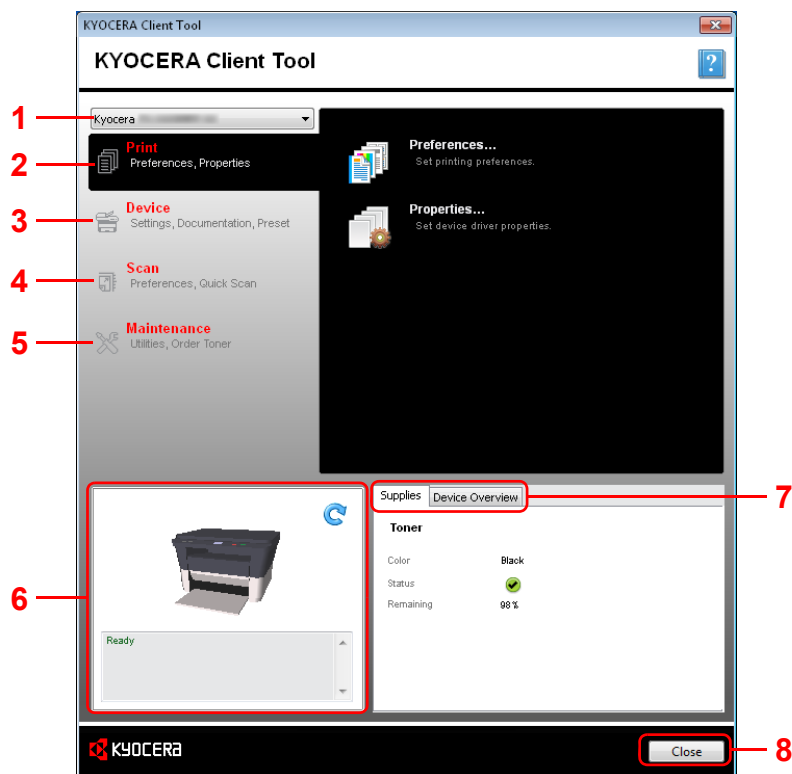 KYOCERA Client Tool
KYOCERA Client Tool
?
1
Kyocera
2
Print
Preferences, Properties
Preferences...
Set printing preferences.
3
Device
Settings, Documentation, Preset
Properties...
Set device driver properties.
4
Scan
Preferences, Quick Scan
5
Maintenance
Utilities, Order Toner
6
Ready
Supplies
Device Overview
7
Toner
Color
Black
Status
Remaining
98 %
KYOCERA
Close
8